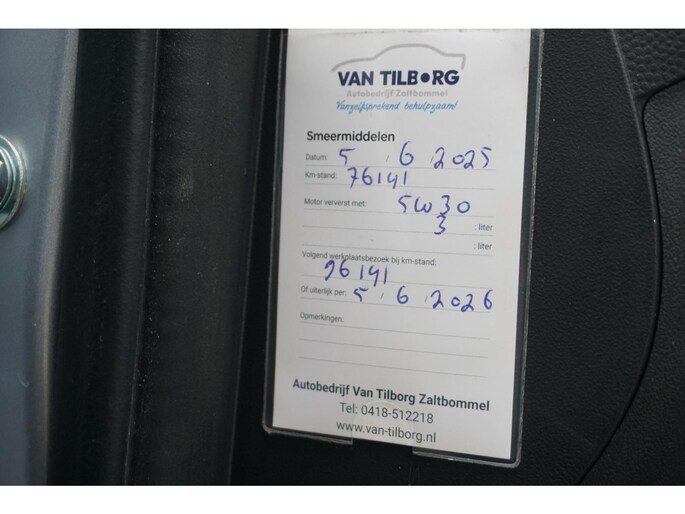 VAN TILBORG
Autobedrijf Zaltbommel
Vanzelfsprekend behulpzaam!
Smeermiddelen
Datum: 5 / 6 / 2025
Km-stand: 76141
Motor ververst met: 5W30
3 : liter
: liter
Volgend werkplaatsbezoek bij km-stand:
96141
Of uiterlijk per: 5 / 6 / 2026
Opmerkingen:
Autobedrijf Van Tilborg Zaltbommel
Tel: 0418-512218
www.van-tilborg.nl